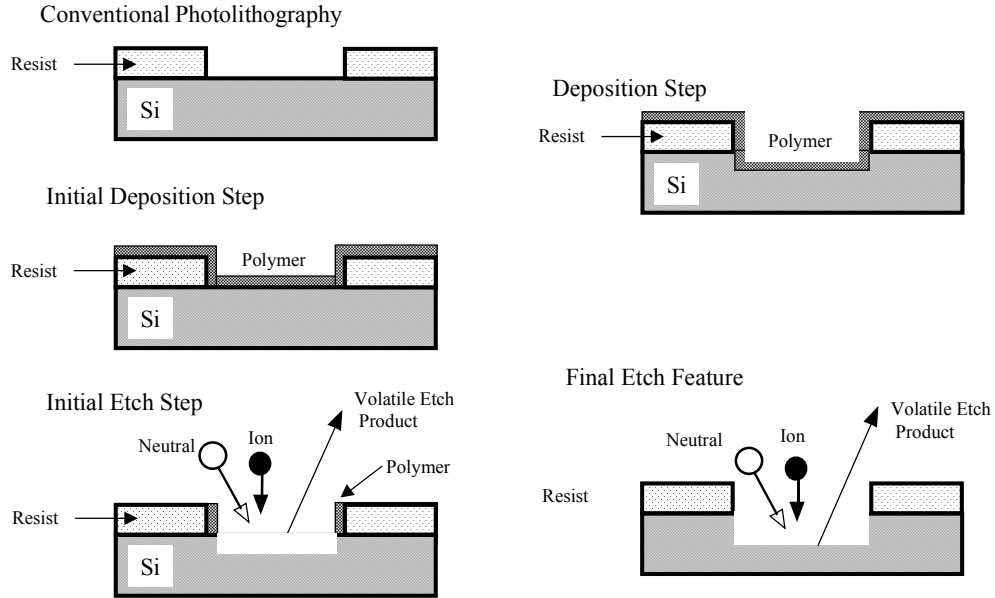 Conventional Photolithography
Resist
Si
Initial Deposition Step
Polymer
Resist
Si
Initial Etch Step
Volatile Etch
Product
Neutral
Ion
Polymer
Resist
Si
Deposition Step
Polymer
Resist
Si
Final Etch Feature
Volatile Etch
Product
Neutral
Ion
Resist